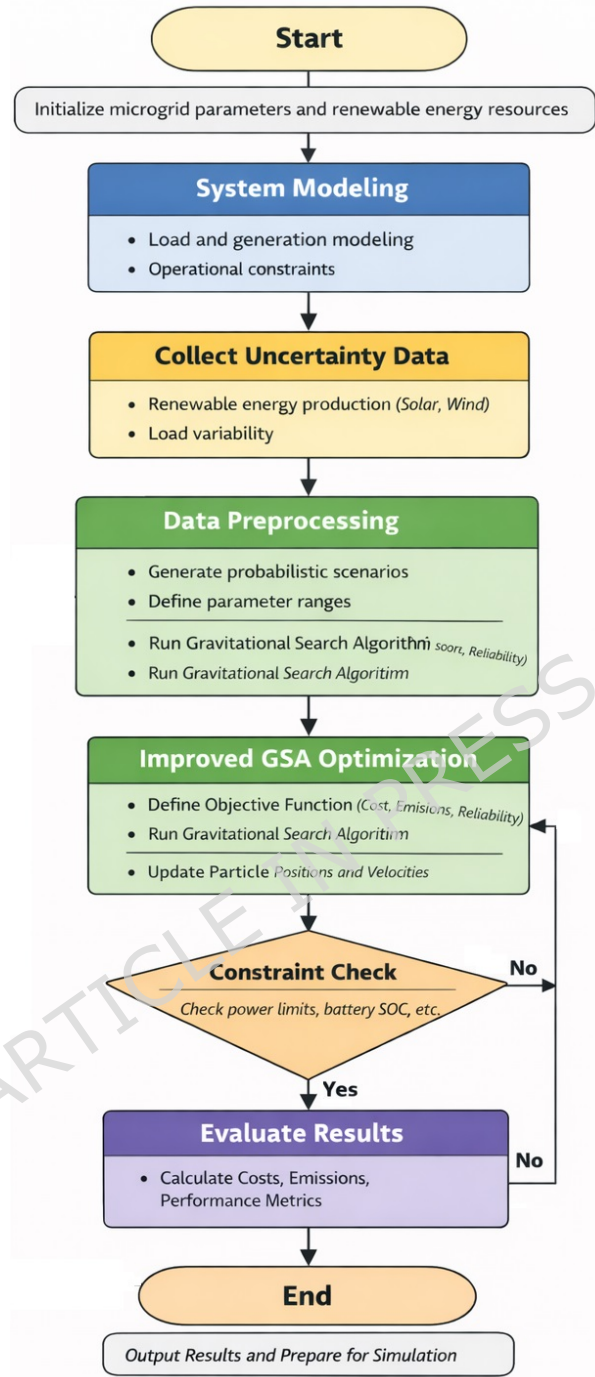 Start
Initialize microgrid parameters and renewable energy resources
System Modeling
• Load and generation modeling
• Operational constraints
Collect Uncertainty Data
• Renewable energy production (Solar, Wind)
• Load variability
Data Preprocessing
• Generate probabilistic scenarios
• Define parameter ranges
• Run Gravitational Search Reliability)
• Run Gravitational Search Algoritirm
Improved GSA Optimization
• Define Objective Function (Cost, Emisions, Reliability)
• Run Gravitational Search Algoritirm
• Update Particle Positions and Velocities
Constraint Check
No
Check power limits, battery SOC, etc.
Yes
Evaluate Results
No
• Calculate Costs, Emissions,
Performance Metrics
End
Output Results and Prepare for Simulation
ARTICLE IN PRESS